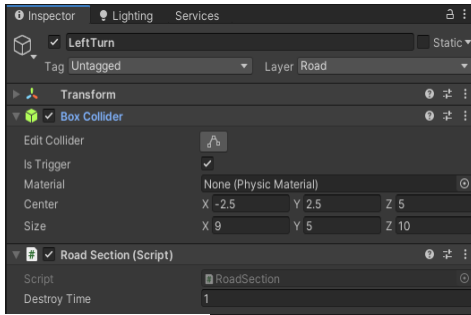 Inspector Lighting Services
LeftTurn Static
Tag Untagged Layer Road
Transform
Box Collider
Edit Collider
Is Trigger
Material None (Physic Material)
Center X -2.5 Y 2.5 Z 5
Size X 9 Y 5 Z 10
# Road Section (Script)
Script # RoadSection
Destroy Time 1